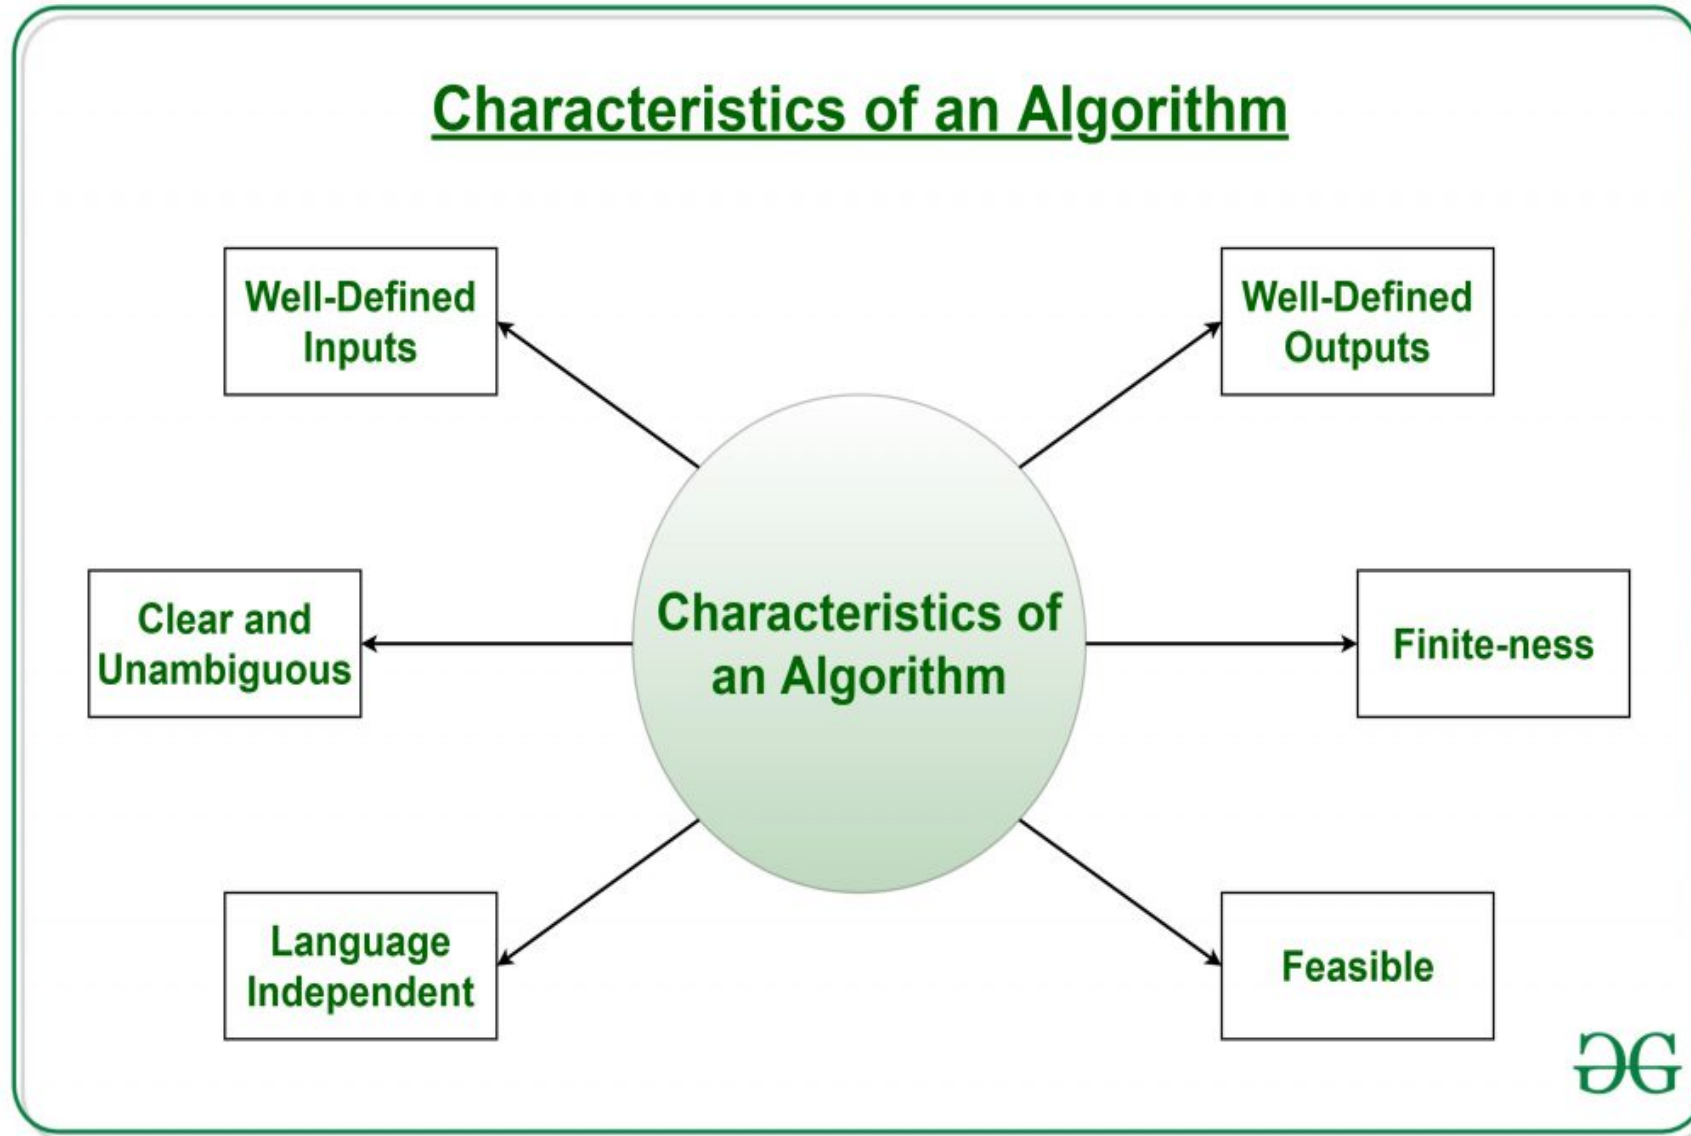 Characteristics of an Algorithm
Well-Defined
Inputs
Well-Defined
Outputs
Clear and
Unambiguous
Characteristics of
an Algorithm
Finite-ness
Language
Independent
Feasible